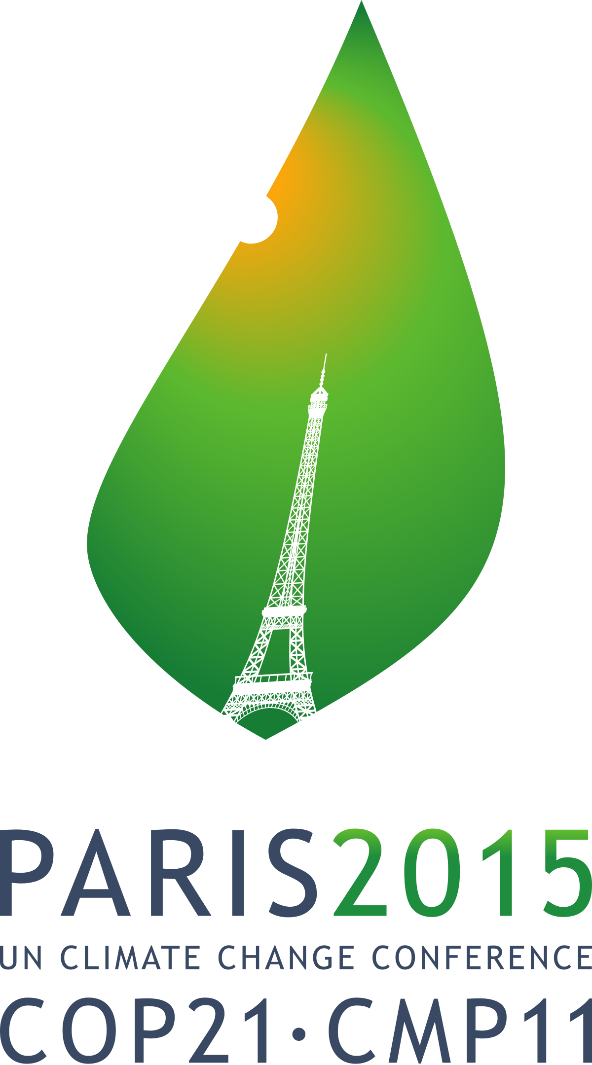 PARIS2015
UN CLIMATE CHANGE CONFERENCE
COP21·CMP11